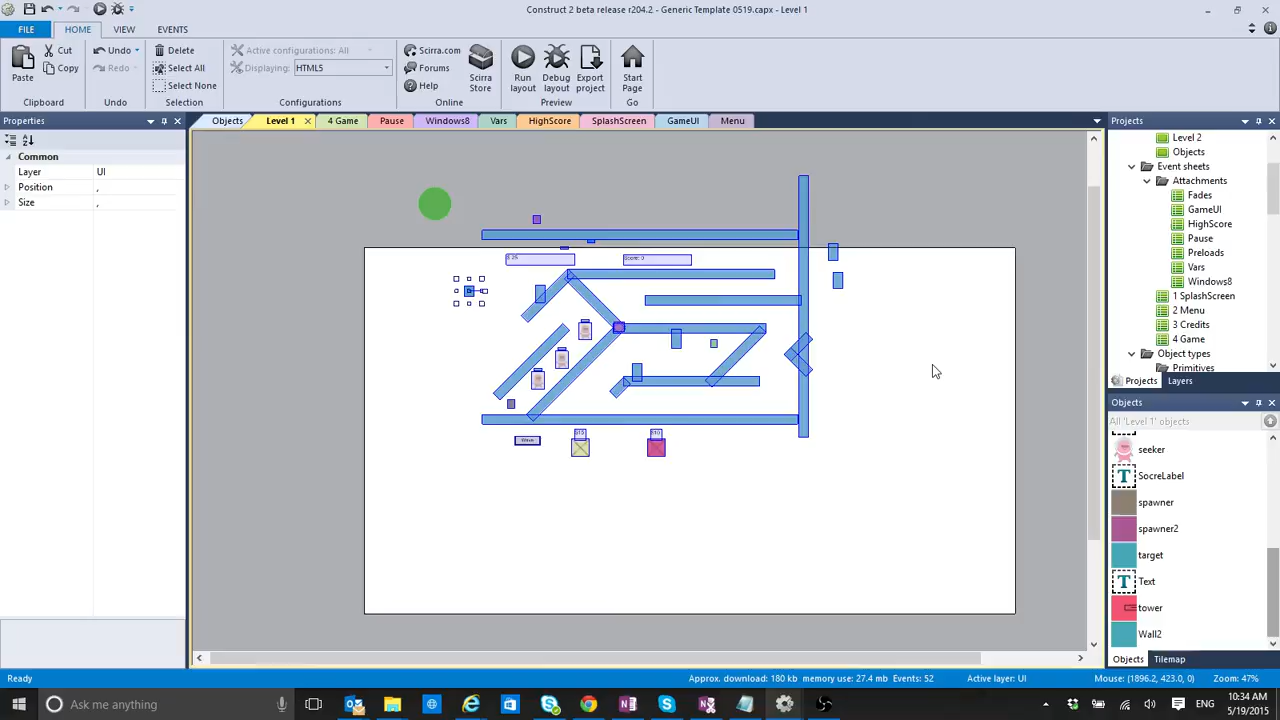 Construct 2 beta release r204.2 - Generic Template 0519.capx - Level 1
FILE HOME VIEW EVENTS
Paste
Cut
Copy
Clipboard
Undo
Redo
Undo
Delete
Select All
Select None
Selection
Active configurations: All
Displaying: HTML5
Configurations
Scirra.com
Forums
Help
Scirra Store
Online
Run layout
Debug layout
Export project
Preview
Start Page
Go
Properties
Common
Layer UI
Position ,
Size ,
Objects Level 1 4 Game Pause Windows8 Vars HighScore SplashScreen GameUI Menu
$ 25
Score: 0
$10
$10
Projects
Level 2
Objects
Event sheets
Attachments
Fades
GameUI
HighScore
Pause
Preloads
Vars
Windows8
1 SplashScreen
2 Menu
3 Credits
4 Game
Object types
Primitives
Projects Layers
Objects
All 'Level 1' objects
seeker
SocreLabel
spawner
spawner2
target
Text
tower
Wall2
Objects Tilemap
Ready
Approx. download: 180 kb memory use: 27.4 mb Events: 52
Active layer: UI
Mouse: (1896.2, 423.0, 0)
Zoom: 47%
Ask me anything
ENG
10:34 AM
5/19/2015